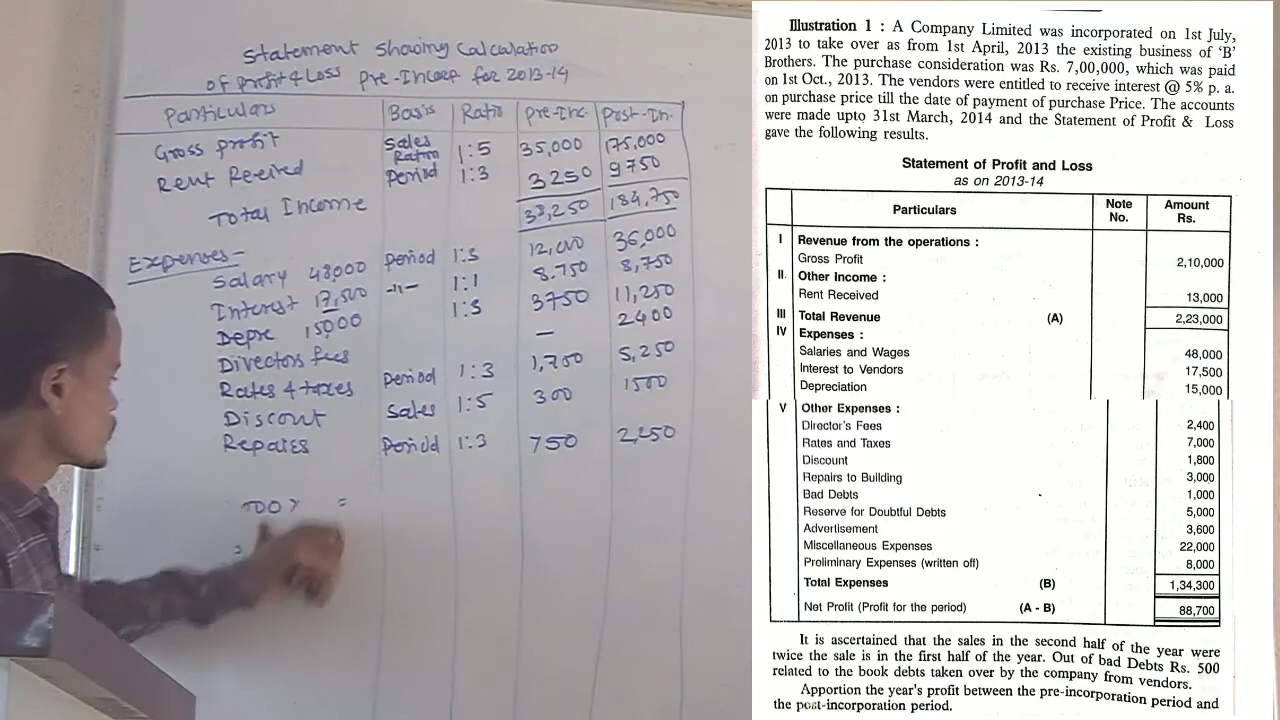 Statement Showing Calculation
of Profit & Loss Pre-Incorp for 2013-14
Particulars Basis Ratio Pre-Inc. Post-In.
Gross profit Sales Ratio 1:5 35,000 175,000
Rent Received Period 1:3 3250 9750
Total Income 38,250 184,750
Expenses -
Salary 48000 Period 1:3 12,000 36,000
Interest 17,500 -11- 1:1 8.750 8,750
Depre 15000 1:3 3750 11,250
Directors fees — 2400
Rates & taxes Period 1:3 1,750 5,250
Discout Sales 1:5 300 1500
Repaies Period 1:3 750 2,250
Illustration 1 : A Company Limited was incorporated on 1st July,
2013 to take over as from 1st April, 2013 the existing business of 'B'
Brothers. The purchase consideration was Rs. 7,00,000, which was paid
on 1st Oct., 2013. The vendors were entitled to receive interest @ 5% p. a.
on purchase price till the date of payment of purchase Price. The accounts
were made upto 31st March, 2014 and the Statement of Profit & Loss
gave the following results.
Statement of Profit and Loss
as on 2013-14
Particulars Note No. Amount Rs.
I Revenue from the operations :
Gross Profit 2,10,000
II. Other Income :
Rent Received 13,000
III Total Revenue (A) 2,23,000
IV Expenses :
Salaries and Wages 48,000
Interest to Vendors 17,500
Depreciation 15,000
V Other Expenses :
Director's Fees 2,400
Rates and Taxes 7,000
Discount 1,800
Repairs to Building 3,000
Bad Debts 1,000
Reserve for Doubtful Debts 5,000
Advertisement 3,600
Miscellaneous Expenses 22,000
Preliminary Expenses (written off) 8,000
Total Expenses (B) 1,34,300
Net Profit (Profit for the period) (A - B) 88,700
It is ascertained that the sales in the second half of the year were
twice the sale is in the first half of the year. Out of bad Debts Rs. 500
related to the book debts taken over by the company from vendors.
Apportion the year's profit between the pre-incorporation period and
the post-incorporation period.